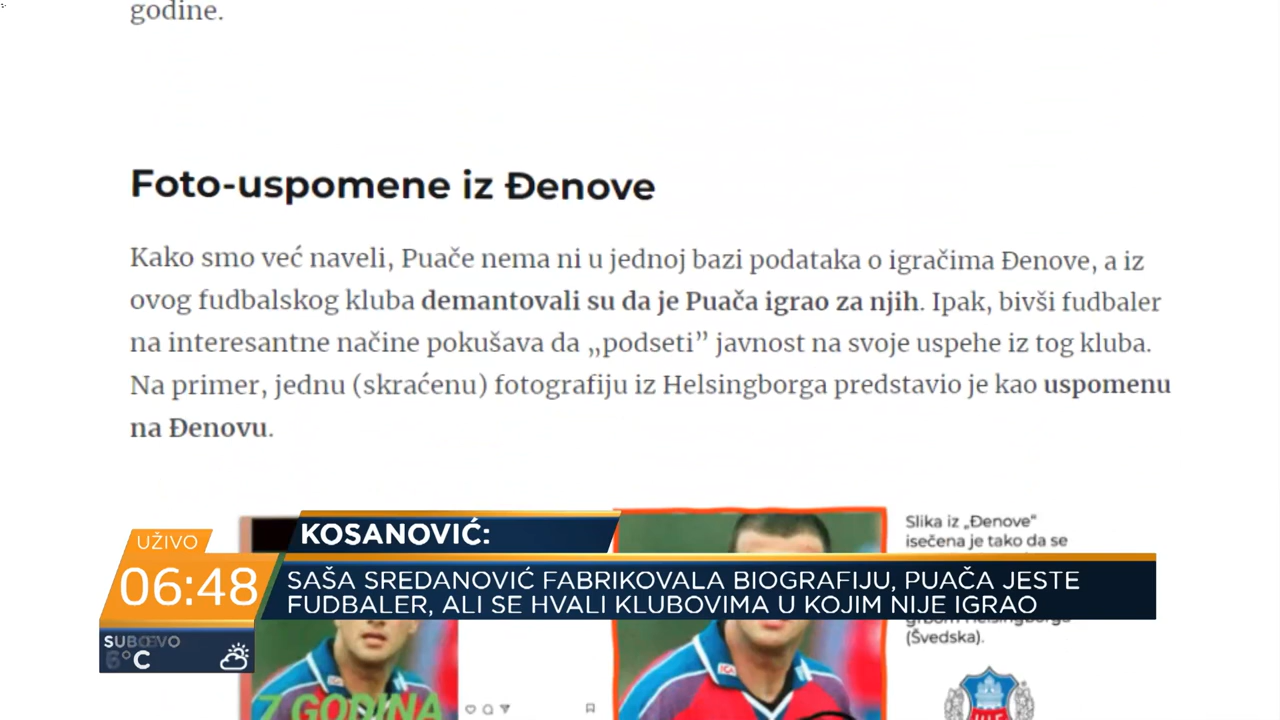 godine.
Foto-uspomene iz Đenove
Kako smo već naveli, Puače nema ni u jednoj bazi podataka o igračima Đenove, a iz
ovog fudbalskog kluba demantovali su da je Puača igrao za njih. Ipak, bivši fudbaler
na interesantne načine pokušava da „podseti” javnost na svoje uspehe iz tog kluba.
Na primer, jednu (skraćenu) fotografiju iz Helsingborga predstavio je kao uspomenu
na Đenovu.
Slika iz „Đenove“
isečena je tako da se
UŽIVO
06:48
KOSANOVIĆ:
SAŠA SREDANOVIĆ FABRIKOVALA BIOGRAFIJU, PUAČA JESTE
FUDBALER, ALI SE HVALI KLUBOVIMA U KOJIM NIJE IGRAO
(Švedska).
°C
7 GODINA